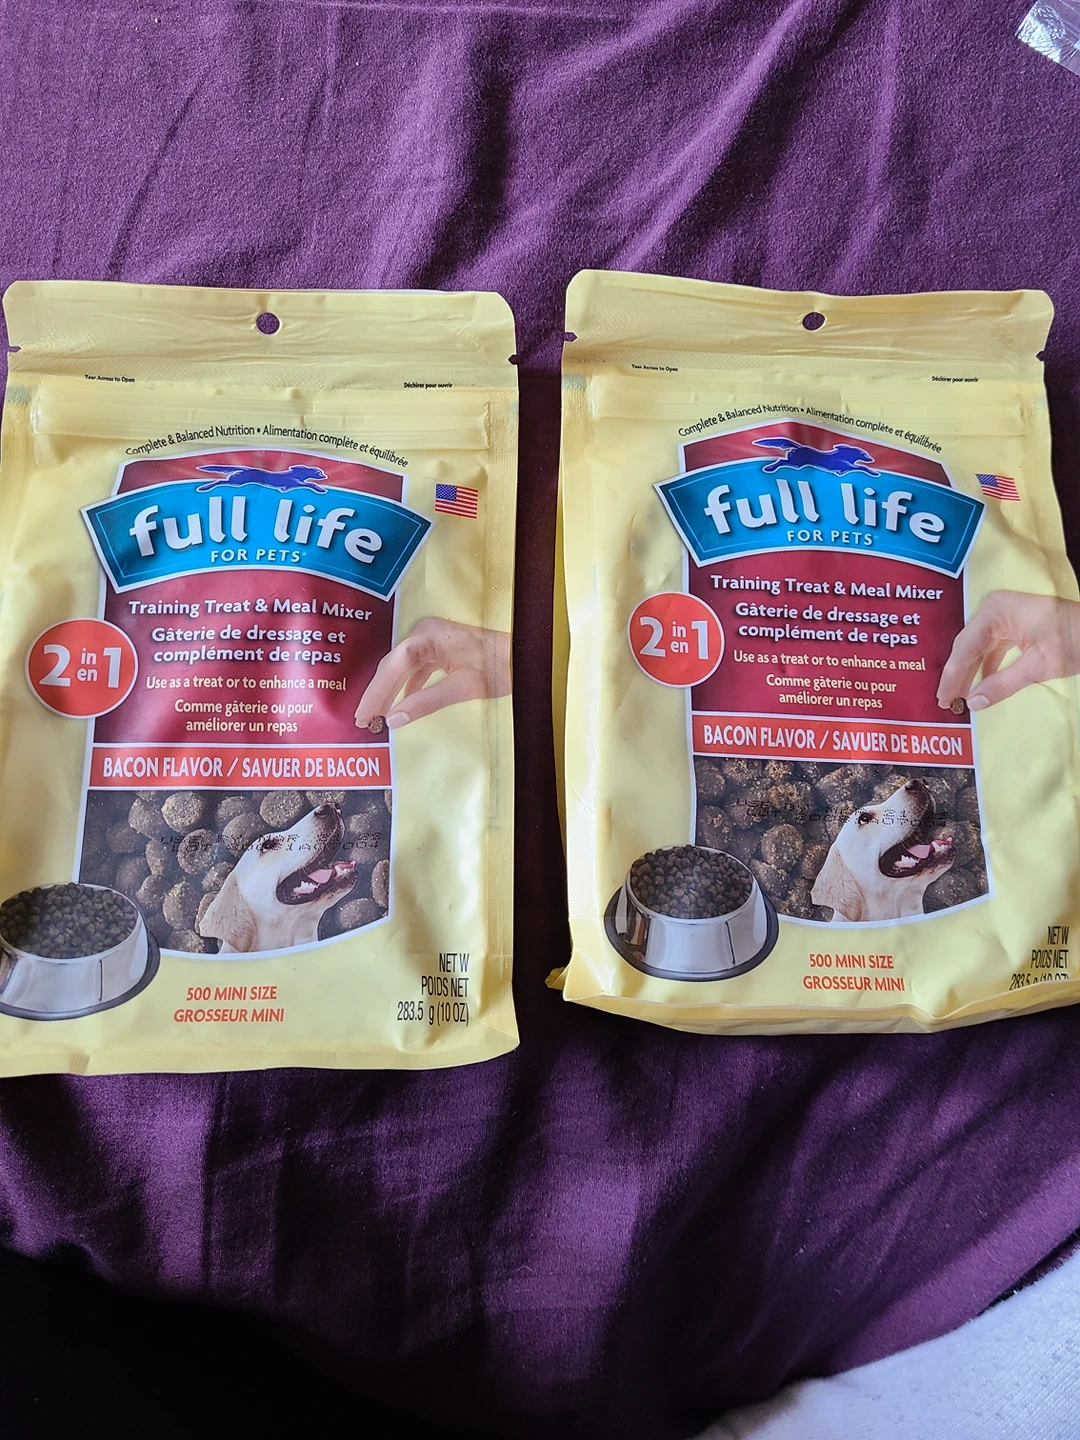 Tear Across to Open
Déchirer pour ouvrir
Complete & Balanced Nutrition • Alimentation complète et équilibrée
full life
FOR PETS
Training Treat & Meal Mixer
Gâterie de dressage et
complément de repas
2 in en 1
Use as a treat or to enhance a meal
Comme gâterie ou pour
améliorer un repas
BACON FLAVOR / SAVUER DE BACON
500 MINI SIZE
GROSSEUR MINI
NET W
POIDS NET
283.5 g (10 OZ)
Tear Across to Open
Déchirer pour ouvrir
Complete & Balanced Nutrition • Alimentation complète et équilibrée
full life
FOR PETS
Training Treat & Meal Mixer
Gâterie de dressage et
complément de repas
2 in en 1
Use as a treat or to enhance a meal
Comme gâterie ou pour
améliorer un repas
BACON FLAVOR / SAVUER DE BACON
500 MINI SIZE
GROSSEUR MINI
NET W
POIDS NET